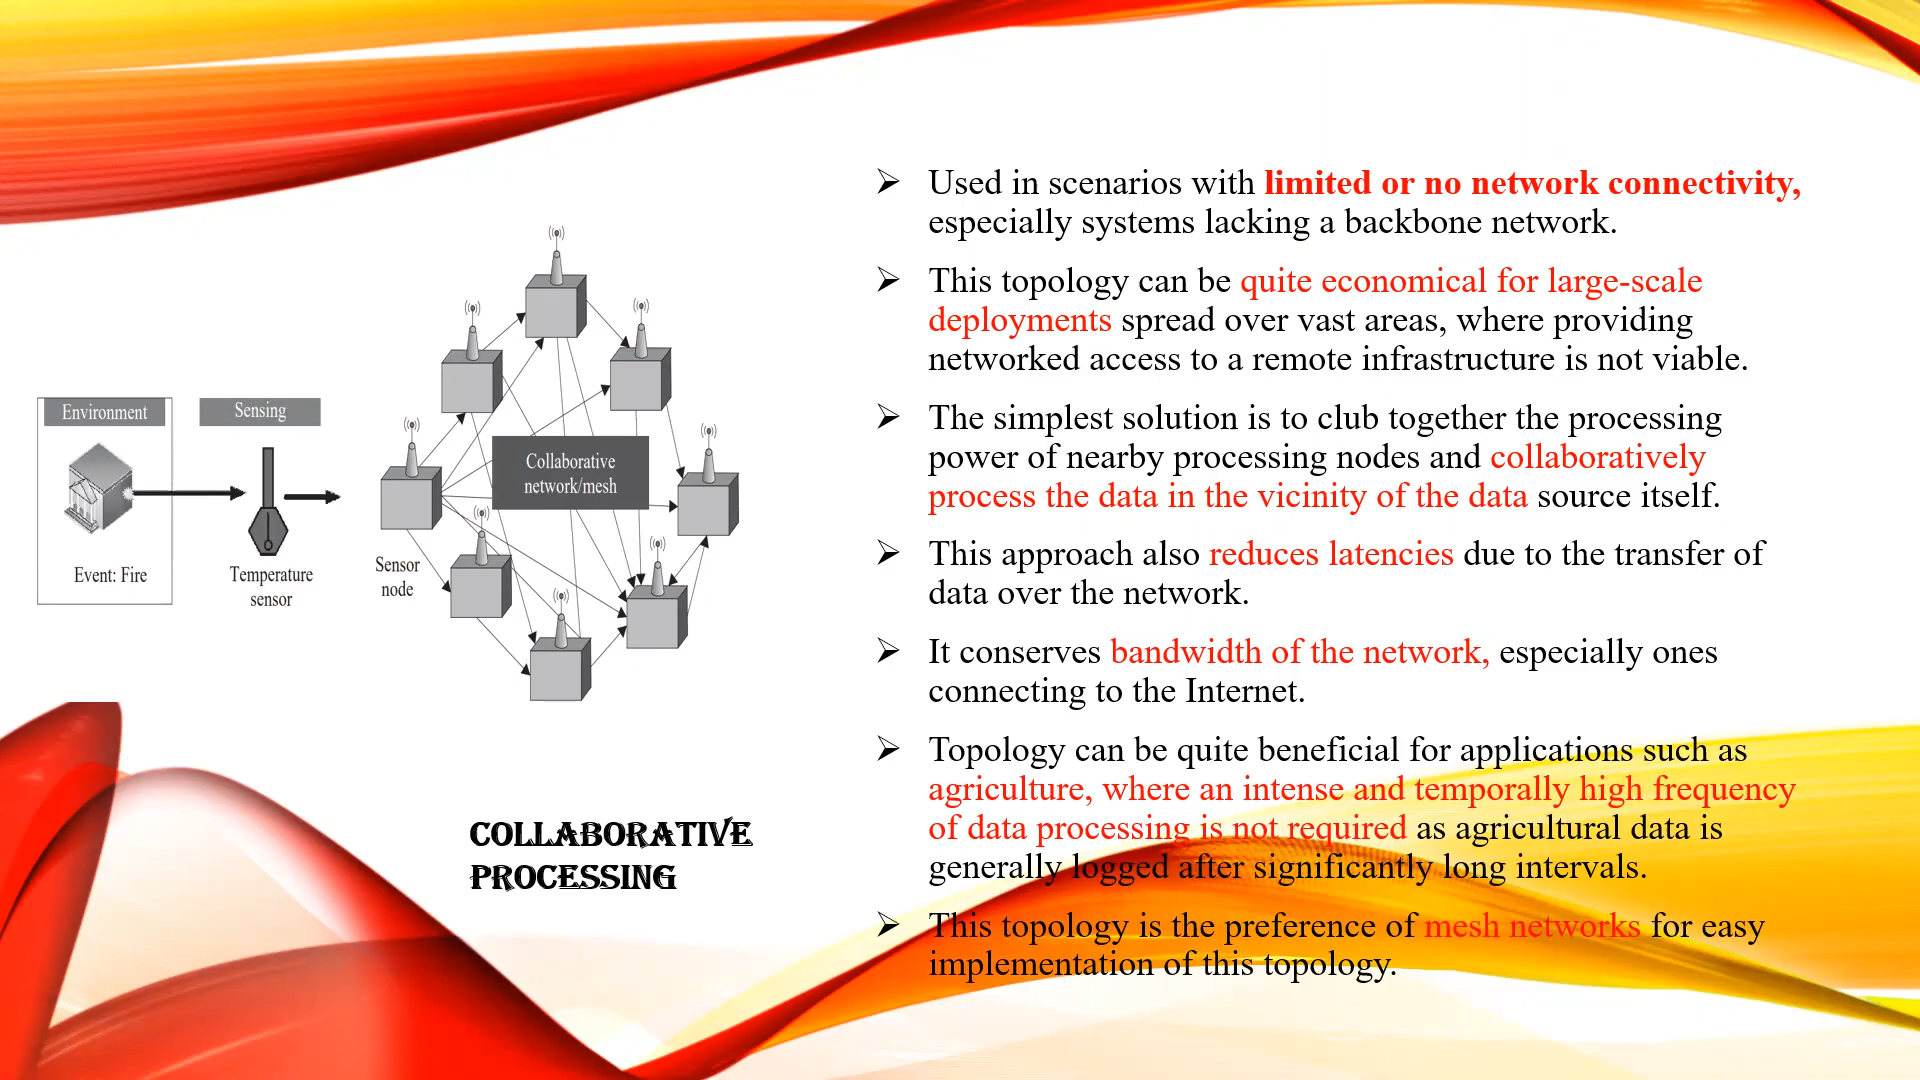 Environment
Sensing
Collaborative
network/mesh
Event: Fire
Temperature
sensor
Sensor
node
COLLABORATIVE
PROCESSING
➢ Used in scenarios with limited or no network connectivity,
especially systems lacking a backbone network.
➢ This topology can be quite economical for large-scale
deployments spread over vast areas, where providing
networked access to a remote infrastructure is not viable.
➢ The simplest solution is to club together the processing
power of nearby processing nodes and collaboratively
process the data in the vicinity of the data source itself.
➢ This approach also reduces latencies due to the transfer of
data over the network.
➢ It conserves bandwidth of the network, especially ones
connecting to the Internet.
➢ Topology can be quite beneficial for applications such as
agriculture, where an intense and temporally high frequency
of data processing is not required as agricultural data is
generally logged after significantly long intervals.
➢ This topology is the preference of mesh networks for easy
implementation of this topology.